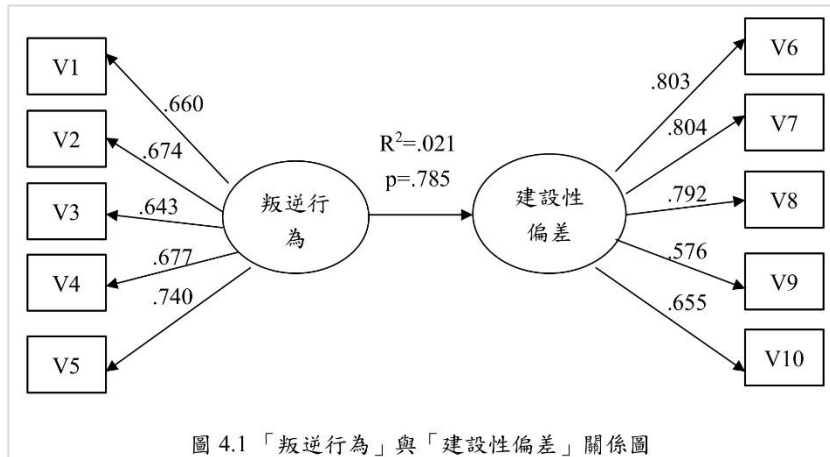 V1
V2
V3
V4
V5
.660
.674
.643
.677
.740
叛逆行
為
R²=.021
p=.785
建設性
偏差
.803
.804
.792
.576
.655
V6
V7
V8
V9
V10
圖 4.1 「叛逆行為」與「建設性偏差」關係圖